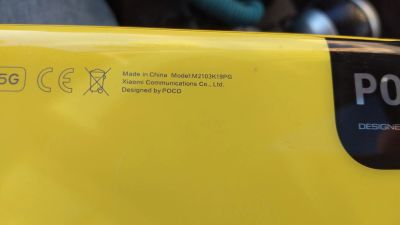 5G CE Made in China Model:M2103K19PG
Xiaomi Communications Co., Ltd.
Designed by POCO
PO
DESIGNE